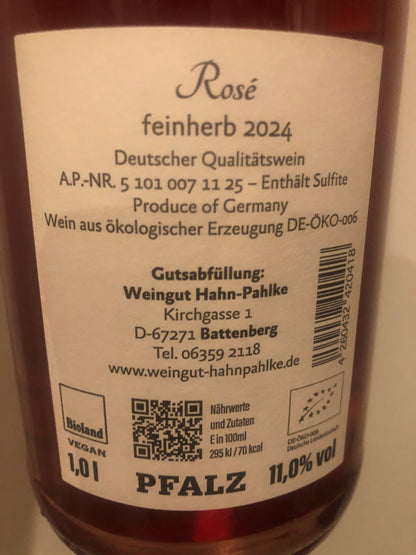 Rosé
feinherb 2024
Deutscher Qualitätswein
A.P.-NR. 5 101 007 11 25 – Enthält Sulfite
Produce of Germany
Wein aus ökologischer Erzeugung DE-ÖKO-006
Gutsabfüllung:
Weingut Hahn-Pahlke
Kirchgasse 1
D-67271 Battenberg
Tel. 06359 2118
www.weingut-hahnpahlke.de
4 260432 420418
Bioland
VEGAN
1,0 l
Nährwerte
und Zutaten
E in 100ml
295 kJ / 70 kcal
DE-ÖKO-006
Deutsche Landwirtschaft
PFALZ
11,0% vol